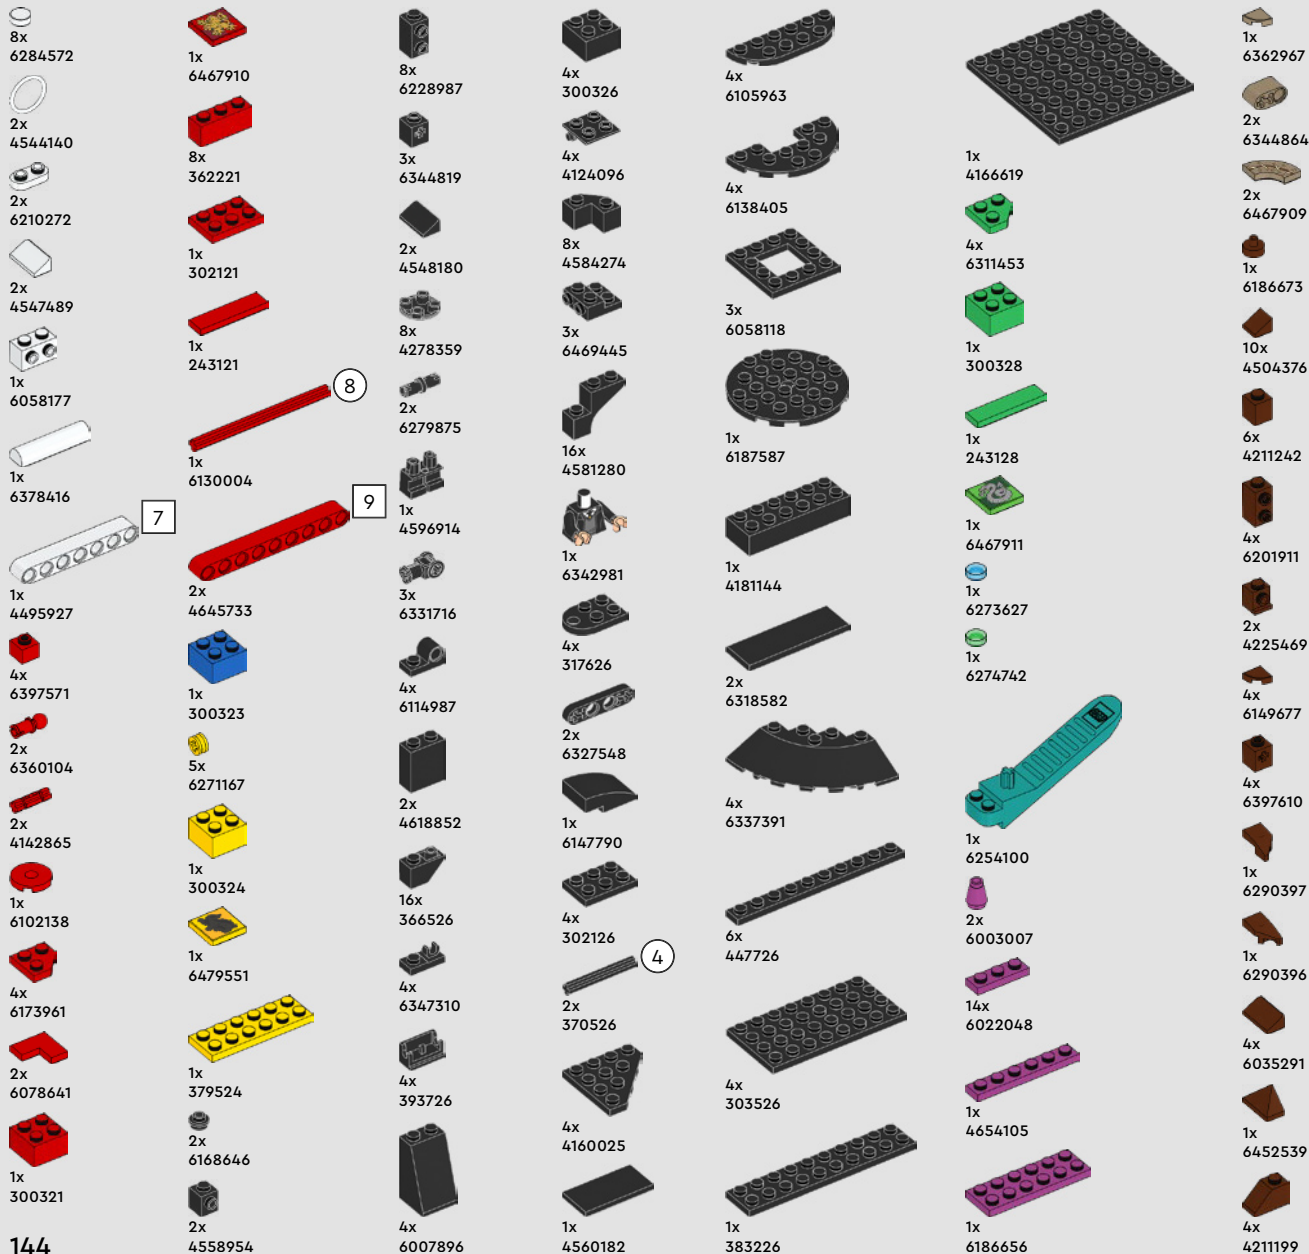 8x
6284572
2x
4544140
2x
6210272
2x
4547489
1x
6058177
1x
6378416
7
1x
4495927
4x
6397571
2x
6360104
2x
4142865
1x
6102138
4x
6173961
2x
6078641
1x
300321
144
1x
6467910
8x
362221
1x
302121
1x
243121
8
1x
6130004
9
2x
4645733
1x
300323
5x
6271167
1x
300324
1x
6479551
1x
379524
2x
6168646
2x
4558954
8x
6228987
3x
6344819
2x
4548180
8x
4278359
2x
6279875
1x
4596914
3x
6331716
4x
6114987
2x
4618852
16x
366526
4x
6347310
4x
393726
4x
6007896
4x
300326
4x
4124096
8x
4584274
3x
6469445
16x
4581280
1x
6342981
4x
317626
2x
6327548
1x
6147790
4x
302126
4
2x
370526
4x
4160025
1x
4560182
4x
6105963
4x
6138405
3x
6058118
1x
6187587
1x
4181144
2x
6318582
4x
6337391
6x
447726
4x
303526
1x
383226
1x
4166619
4x
6311453
1x
300328
1x
243128
1x
6467911
1x
6273627
1x
6274742
1x
6254100
2x
6003007
14x
6022048
1x
4654105
1x
6186656
1x
6362967
2x
6344864
2x
6467909
1x
6186673
10x
4504376
6x
4211242
4x
6201911
2x
4225469
4x
6149677
4x
6397610
1x
6290397
1x
6290396
4x
6035291
1x
6452539
4x
4211199